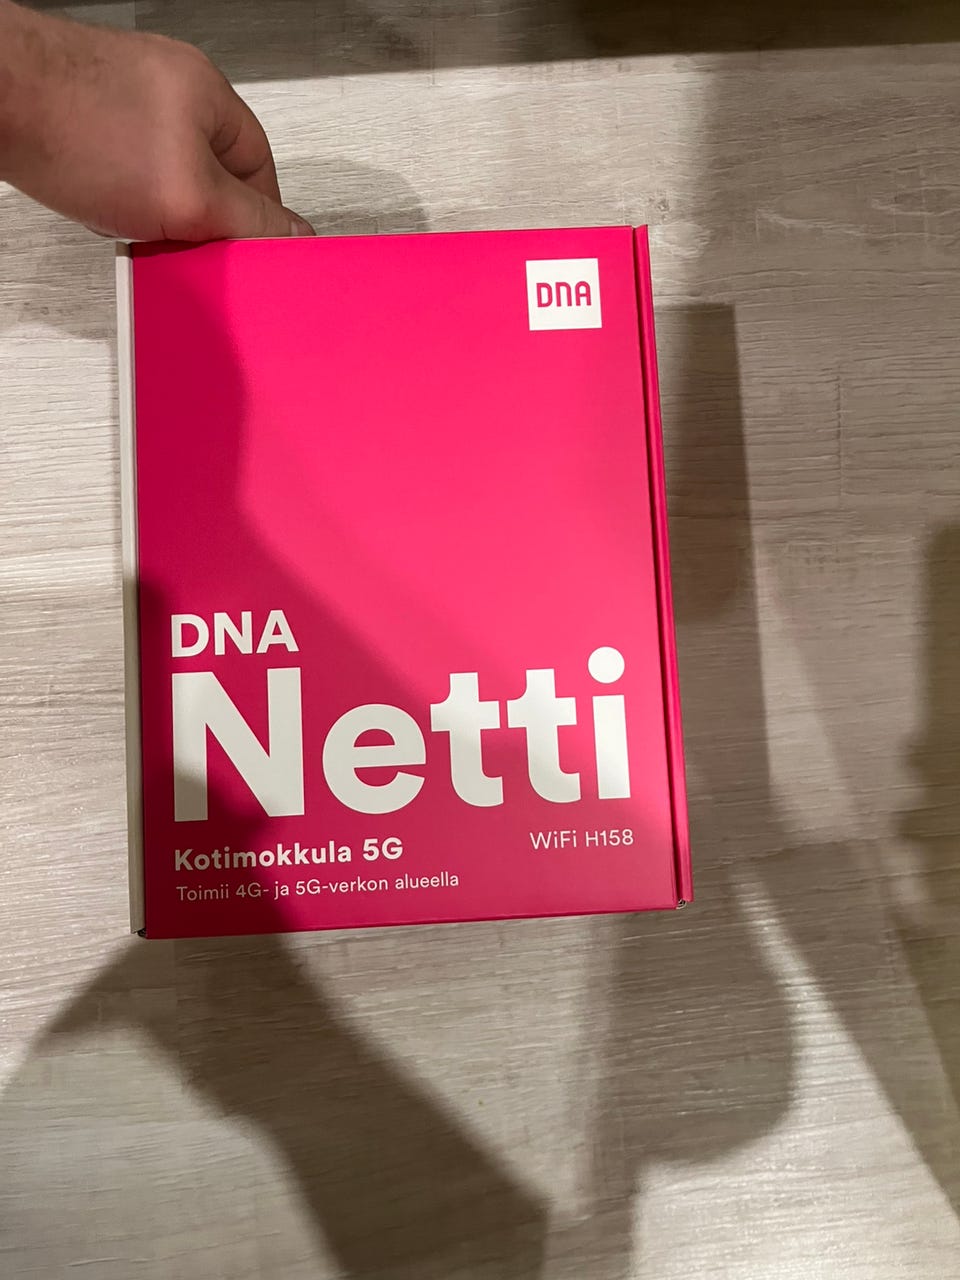 DNA
DNA
Netti
Kotimokkula 5G
WiFi H158
Toimii 4G- ja 5G-verkon alueella